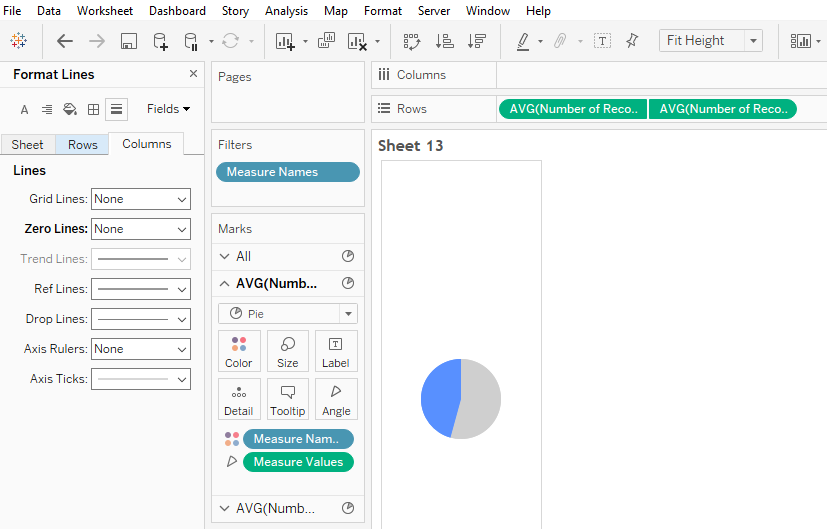 File Data Worksheet Dashboard Story Analysis Map Format Server Window Help
Fit Height
Format Lines
A Fields
Sheet Rows Columns
Lines
Grid Lines: None
Zero Lines: None
Trend Lines:
Ref Lines:
Drop Lines:
Axis Rulers: None
Axis Ticks:
Pages
Filters
Measure Names
Marks
All
AVG(Numb...
Pie
Color Size Label
T
Detail Tooltip Angle
Measure Nam..
Measure Values
AVG(Numb...
Columns
Rows AVG(Number of Reco.. AVG(Number of Reco..
Sheet 13